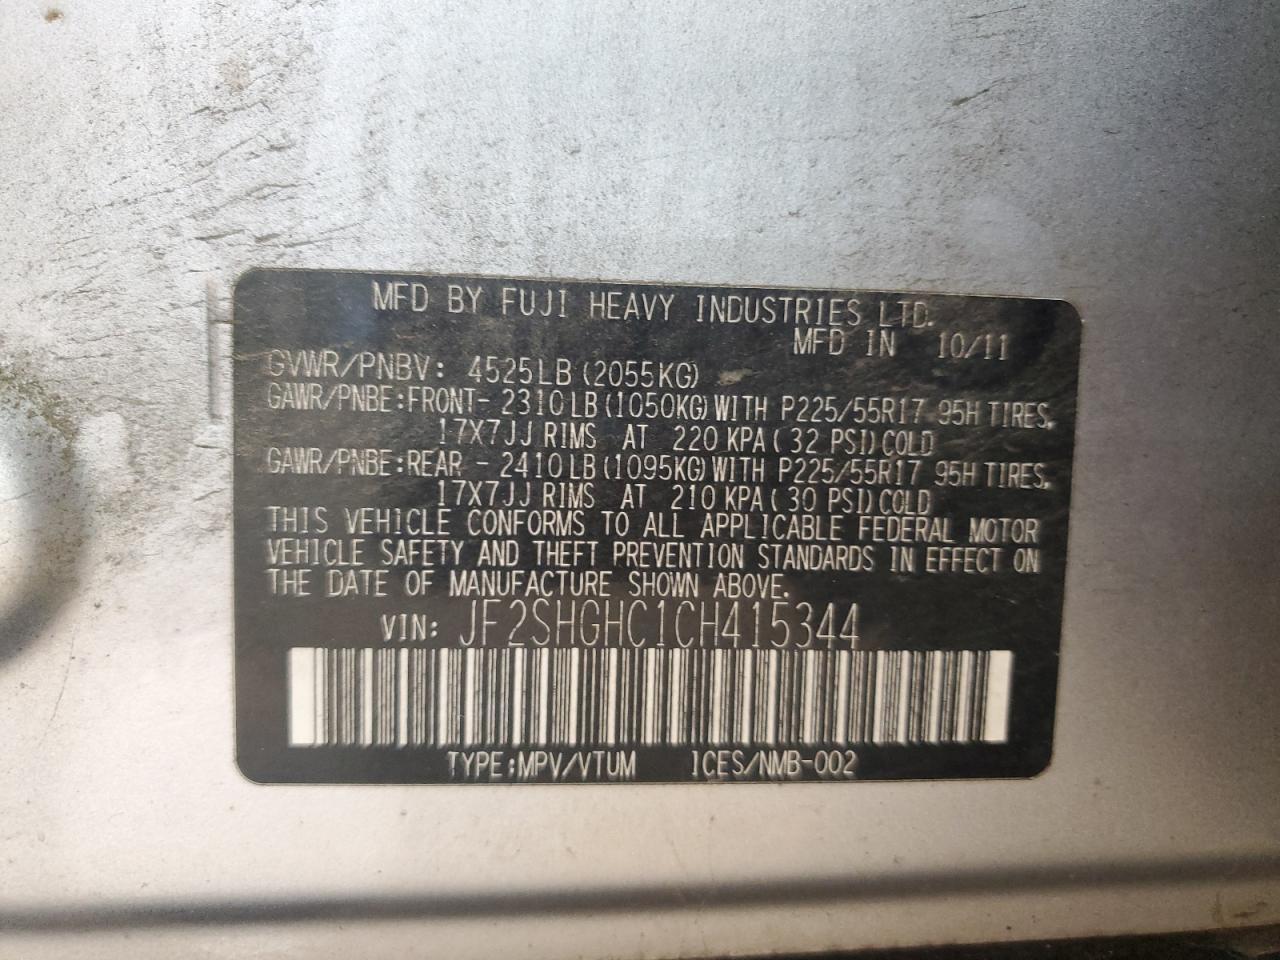 MFD BY FUJI HEAVY INDUSTRIES LTD.
MFD IN 10/11
GVWR/PNBV: 4525LB(2055KG)
GAWR/PNBE:FRONT- 2310LB(1050KG)WITH P225/55R17 95H TIRES,
17X7JJ RIMS AT 220 KPA(32 PSI)COLD
GAWR/PNBE:REAR - 2410LB(1095KG)WITH P225/55R17 95H TIRES,
17X7JJ RIMS AT 210 KPA(30 PSI)COLD
THIS VEHICLE CONFORMS TO ALL APPLICABLE FEDERAL MOTOR
VEHICLE SAFETY AND THEFT PREVENTION STANDARDS IN EFFECT ON
THE DATE OF MANUFACTURE SHOWN ABOVE.
VIN: JF2SHGHC1CH415344
TYPE:MPV/VTUM ICES/NMB-002